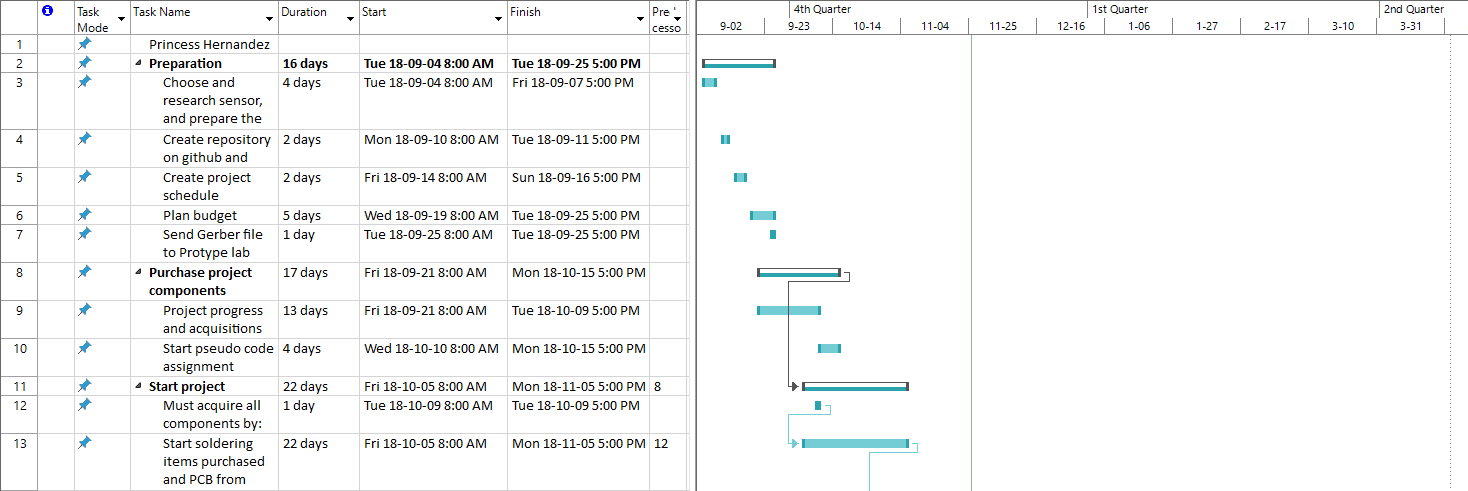 Task Mode Task Name Duration Start Finish Pre cesso 4th Quarter 1st Quarter 2nd Quarter
9-02 9-23 10-14 11-04 11-25 12-16 1-06 1-27 2-17 3-10 3-31
1 Princess Hernandez
2 Preparation 16 days Tue 18-09-04 8:00 AM Tue 18-09-25 5:00 PM
3 Choose and 4 days Tue 18-09-04 8:00 AM Fri 18-09-07 5:00 PM
research sensor,
and prepare the
4 Create repository 2 days Mon 18-09-10 8:00 AM Tue 18-09-11 5:00 PM
on github and
5 Create project 2 days Fri 18-09-14 8:00 AM Sun 18-09-16 5:00 PM
schedule
6 Plan budget 5 days Wed 18-09-19 8:00 AM Tue 18-09-25 5:00 PM
7 Send Gerber file 1 day Tue 18-09-25 8:00 AM Tue 18-09-25 5:00 PM
to Protype lab
8 Purchase project 17 days Fri 18-09-21 8:00 AM Mon 18-10-15 5:00 PM
components
9 Project progress 13 days Fri 18-09-21 8:00 AM Tue 18-10-09 5:00 PM
and acquisitions
10 Start pseudo code 4 days Wed 18-10-10 8:00 AM Mon 18-10-15 5:00 PM
assignment
11 Start project 22 days Fri 18-10-05 8:00 AM Mon 18-11-05 5:00 PM 8
12 Must acquire all 1 day Tue 18-10-09 8:00 AM Tue 18-10-09 5:00 PM
components by:
13 Start soldering 22 days Fri 18-10-05 8:00 AM Mon 18-11-05 5:00 PM 12
items purchased
and PCB from